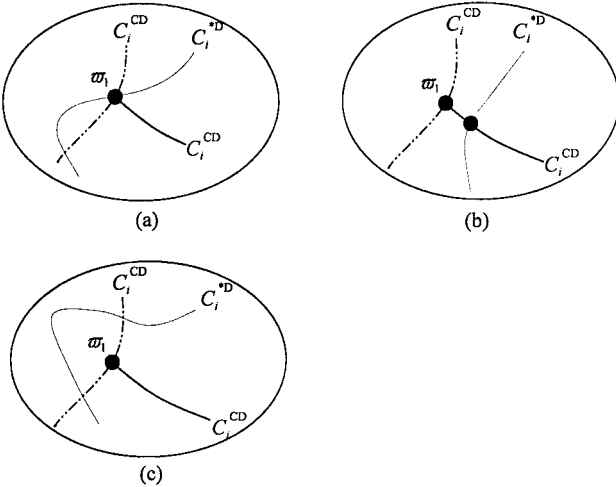 C_i^CD C_i^*D
ϖ_1
C_i^CD
(a)
C_i^CD C_i^*D
ϖ_1
C_i^CD
(b)
C_i^CD C_i^*D
ϖ_1
C_i^CD
(c)